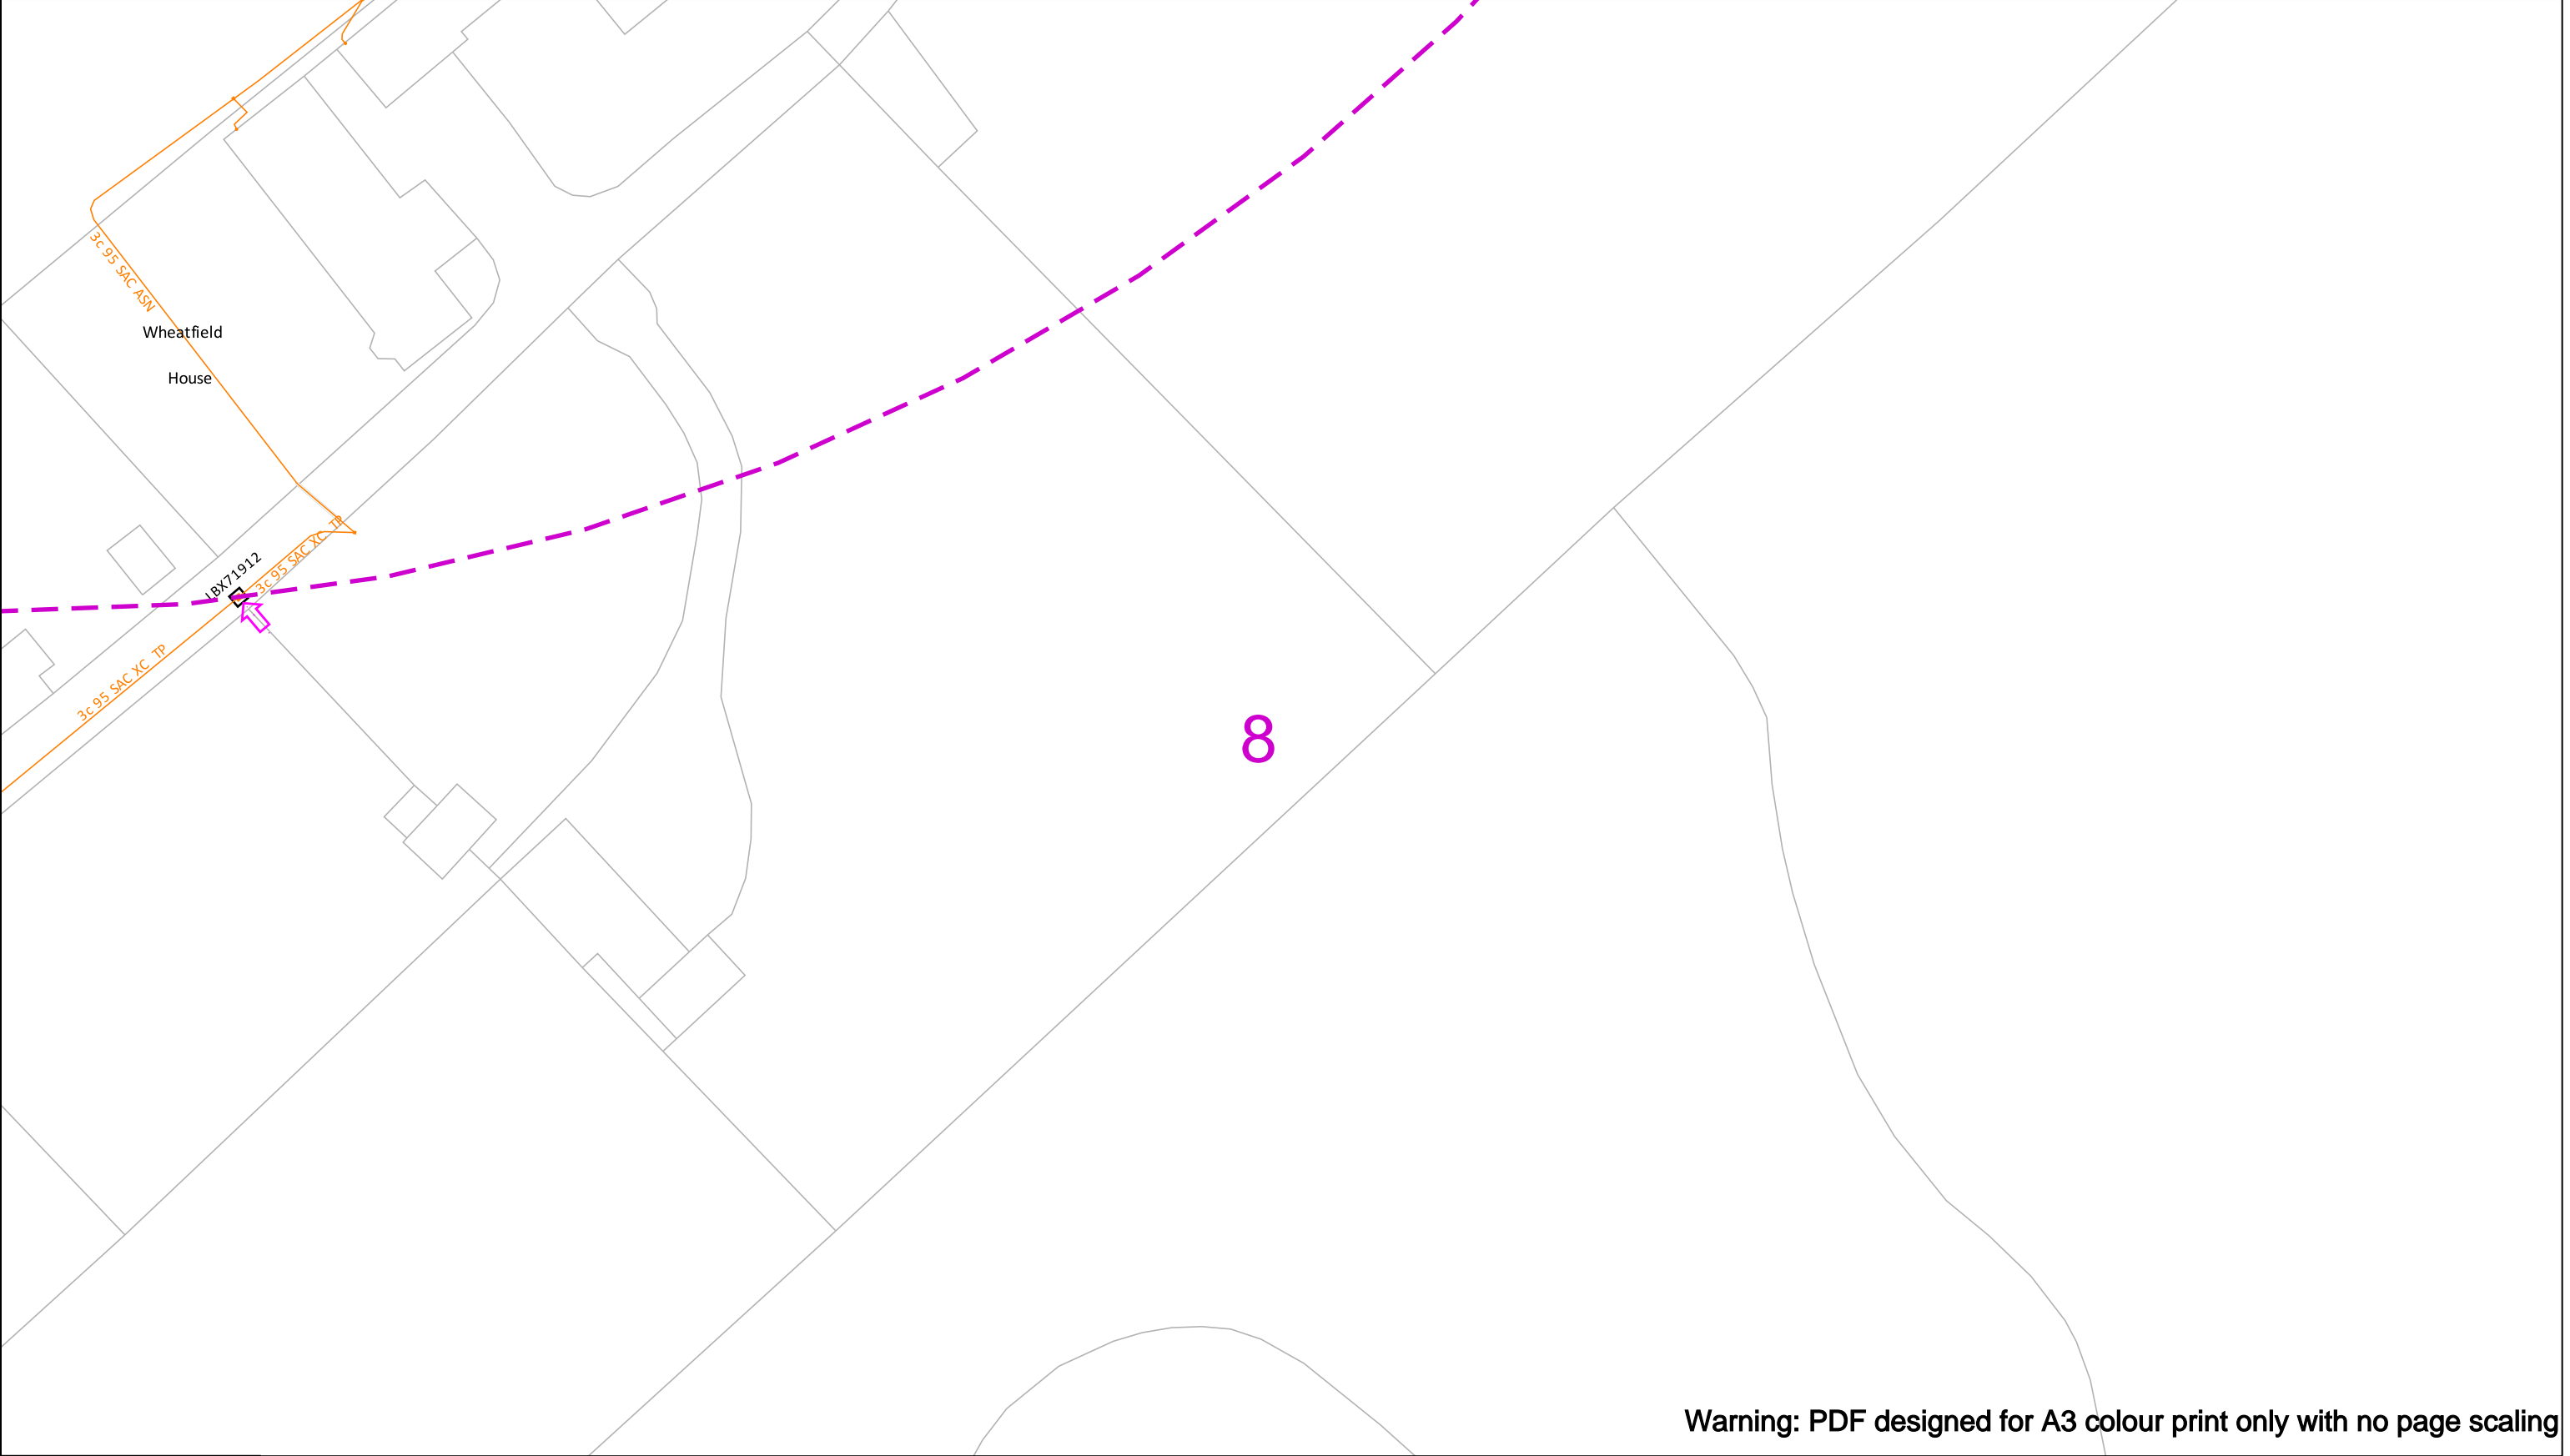 3c 95 SAC ASN
Wheatfield
House
3c 95 SAC XC TP
LBX71912
3c 95 SAC XC TP
8
Warning: PDF designed for A3 colour print only with no page scaling